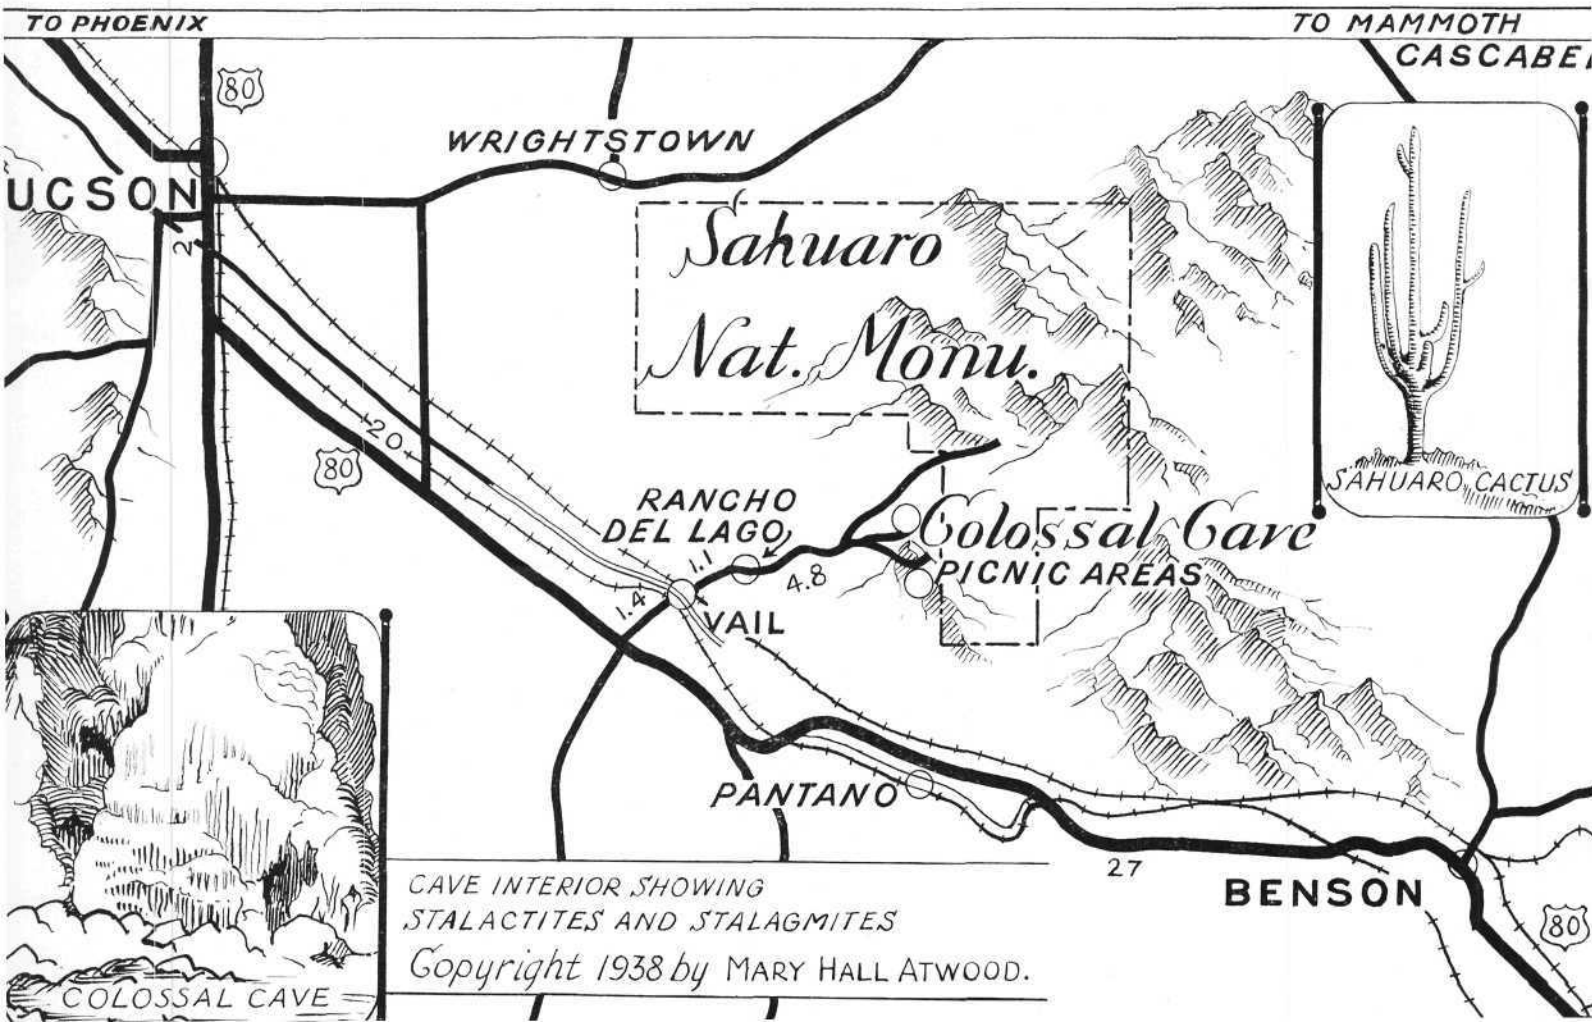 TO PHOENIX
TO MAMMOTH
CASCABE
80
WRIGHTSTOWN
UCSON
2
Sahuaro
Nat. Monu.
20
80
SAHUARO CACTUS
RANCHO
DEL LAGO
1.1
4.8
Colossal Cave
PICNIC AREAS
1.4
VAIL
PANTANO
27
BENSON
80
CAVE INTERIOR SHOWING
STALACTITES AND STALAGMITES
Copyright 1938 by MARY HALL ATWOOD.
COLOSSAL CAVE